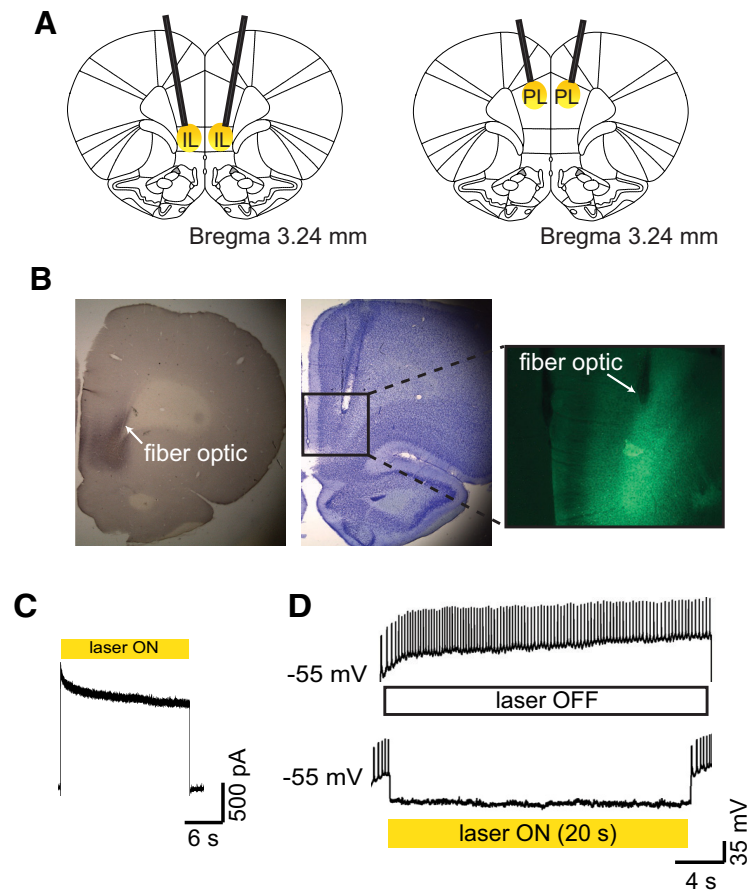 A
IL IL
Bregma 3.24 mm
PL PL
Bregma 3.24 mm
B
fiber optic
fiber optic
C
laser ON
500 pA
6 s
D
-55 mV
laser OFF
-55 mV
laser ON (20 s)
35 mV
4 s